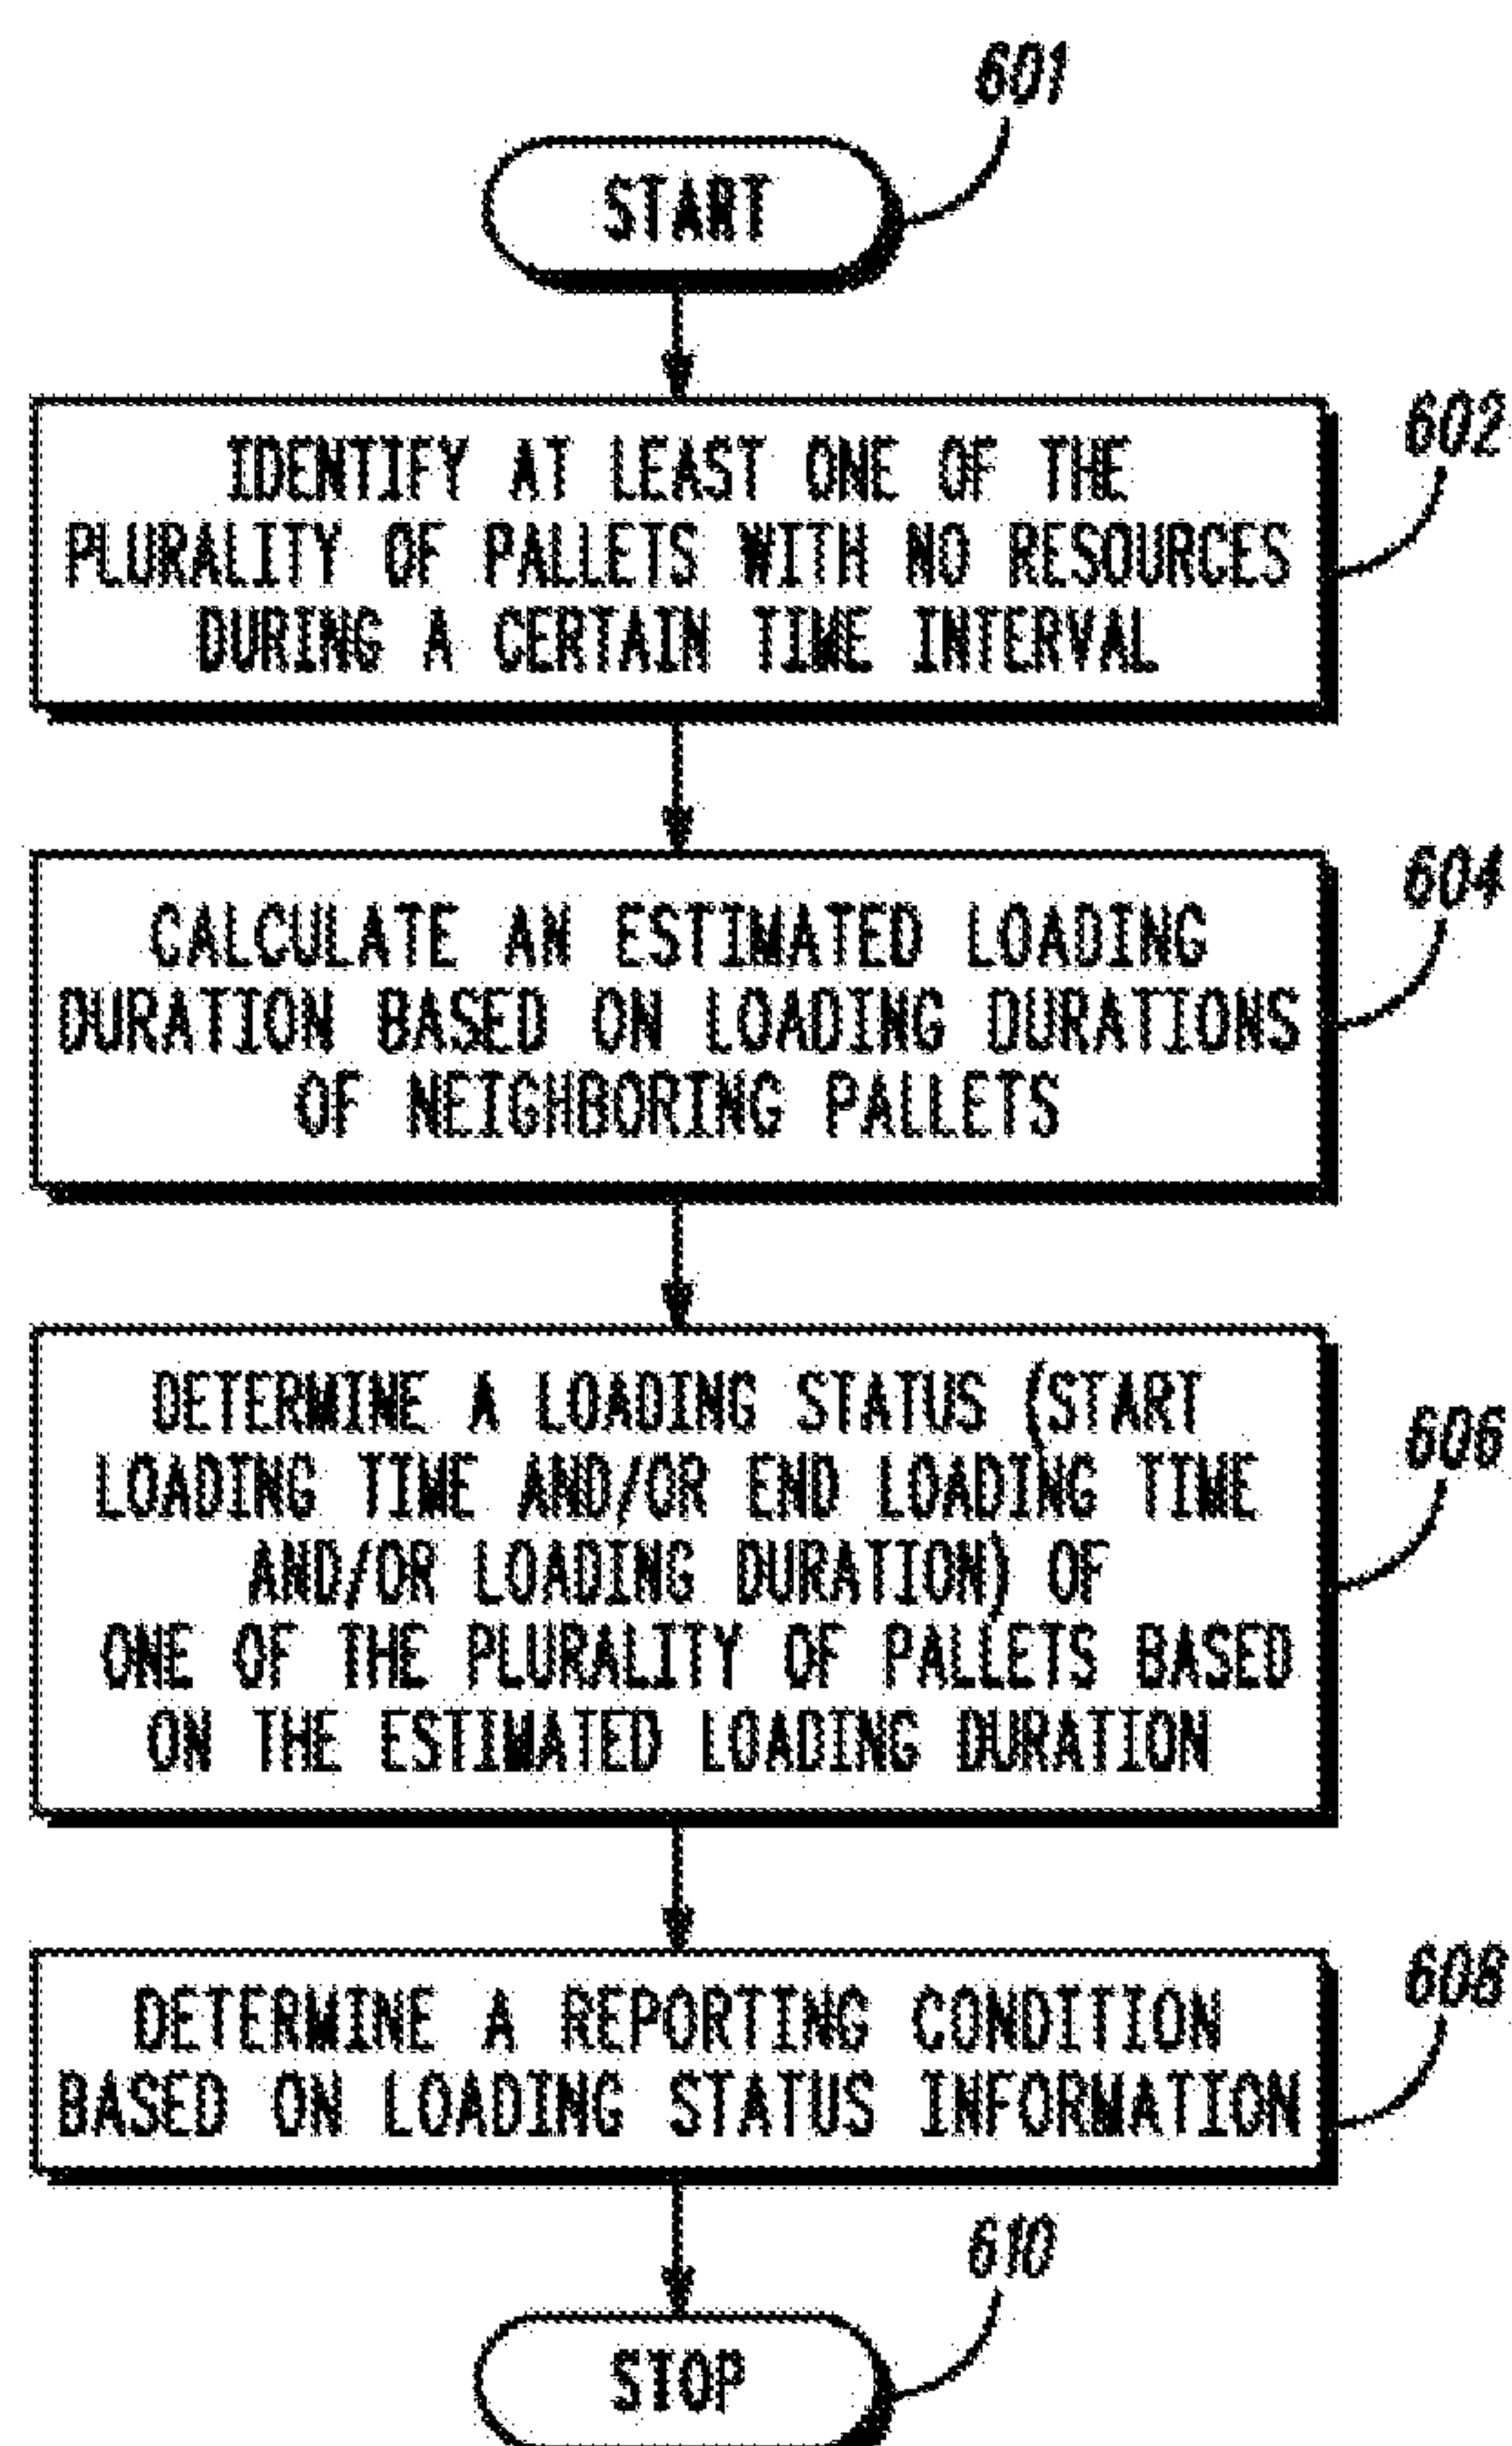 601
START
602
IDENTIFY AT LEAST ONE OF THE
PLURALITY OF PALLETS WITH NO RESOURCES
DURING A CERTAIN TIME INTERVAL
604
CALCULATE AN ESTIMATED LOADING
DURATION BASED ON LOADING DURATIONS
OF NEIGHBORING PALLETS
606
DETERMINE A LOADING STATUS (START
LOADING TIME AND/OR END LOADING TIME
AND/OR LOADING DURATION) OF
ONE OF THE PLURALITY OF PALLETS BASED
ON THE ESTIMATED LOADING DURATION
608
DETERMINE A REPORTING CONDITION
BASED ON LOADING STATUS INFORMATION
610
STOP